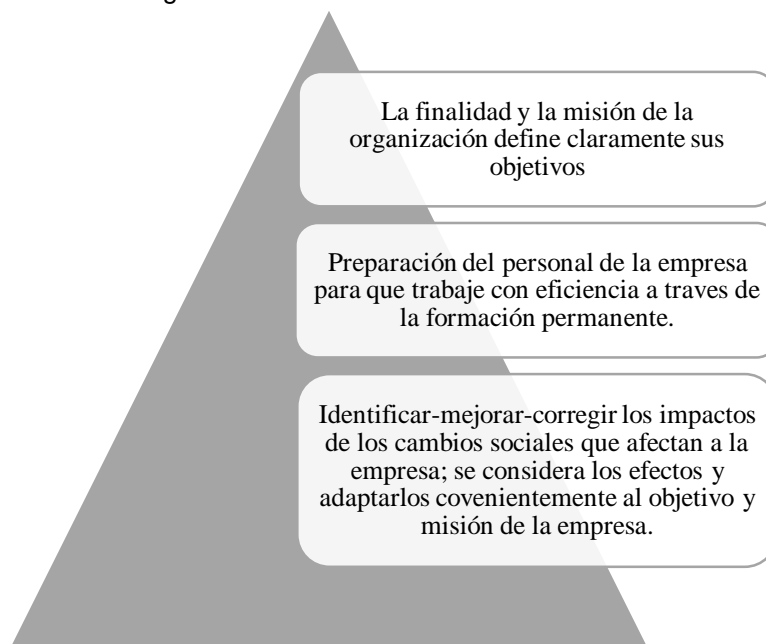 La finalidad y la misión de la
organización define claramente sus
objetivos
Preparación del personal de la empresa
para que trabaje con eficiencia a traves de
la formación permanente.
Identificar-mejorar-corregir los impactos
de los cambios sociales que afectan a la
empresa; se considera los efectos y
adaptarlos covenientemente al objetivo y
misión de la empresa.